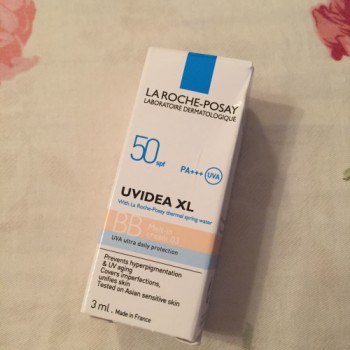 LA ROCHE-POSAY
LABORATOIRE DERMATOLOGIQUE
50 spf
PA+++ UVA
UVIDEA XL
With La Roche-Posay thermal spring water
BB
UVA ultra daily protection
Prevents hyperpigmentation
& UV aging
Covers imperfections,
unifies skin
Tested on Asian sensitive skin
3 ml. Made in France